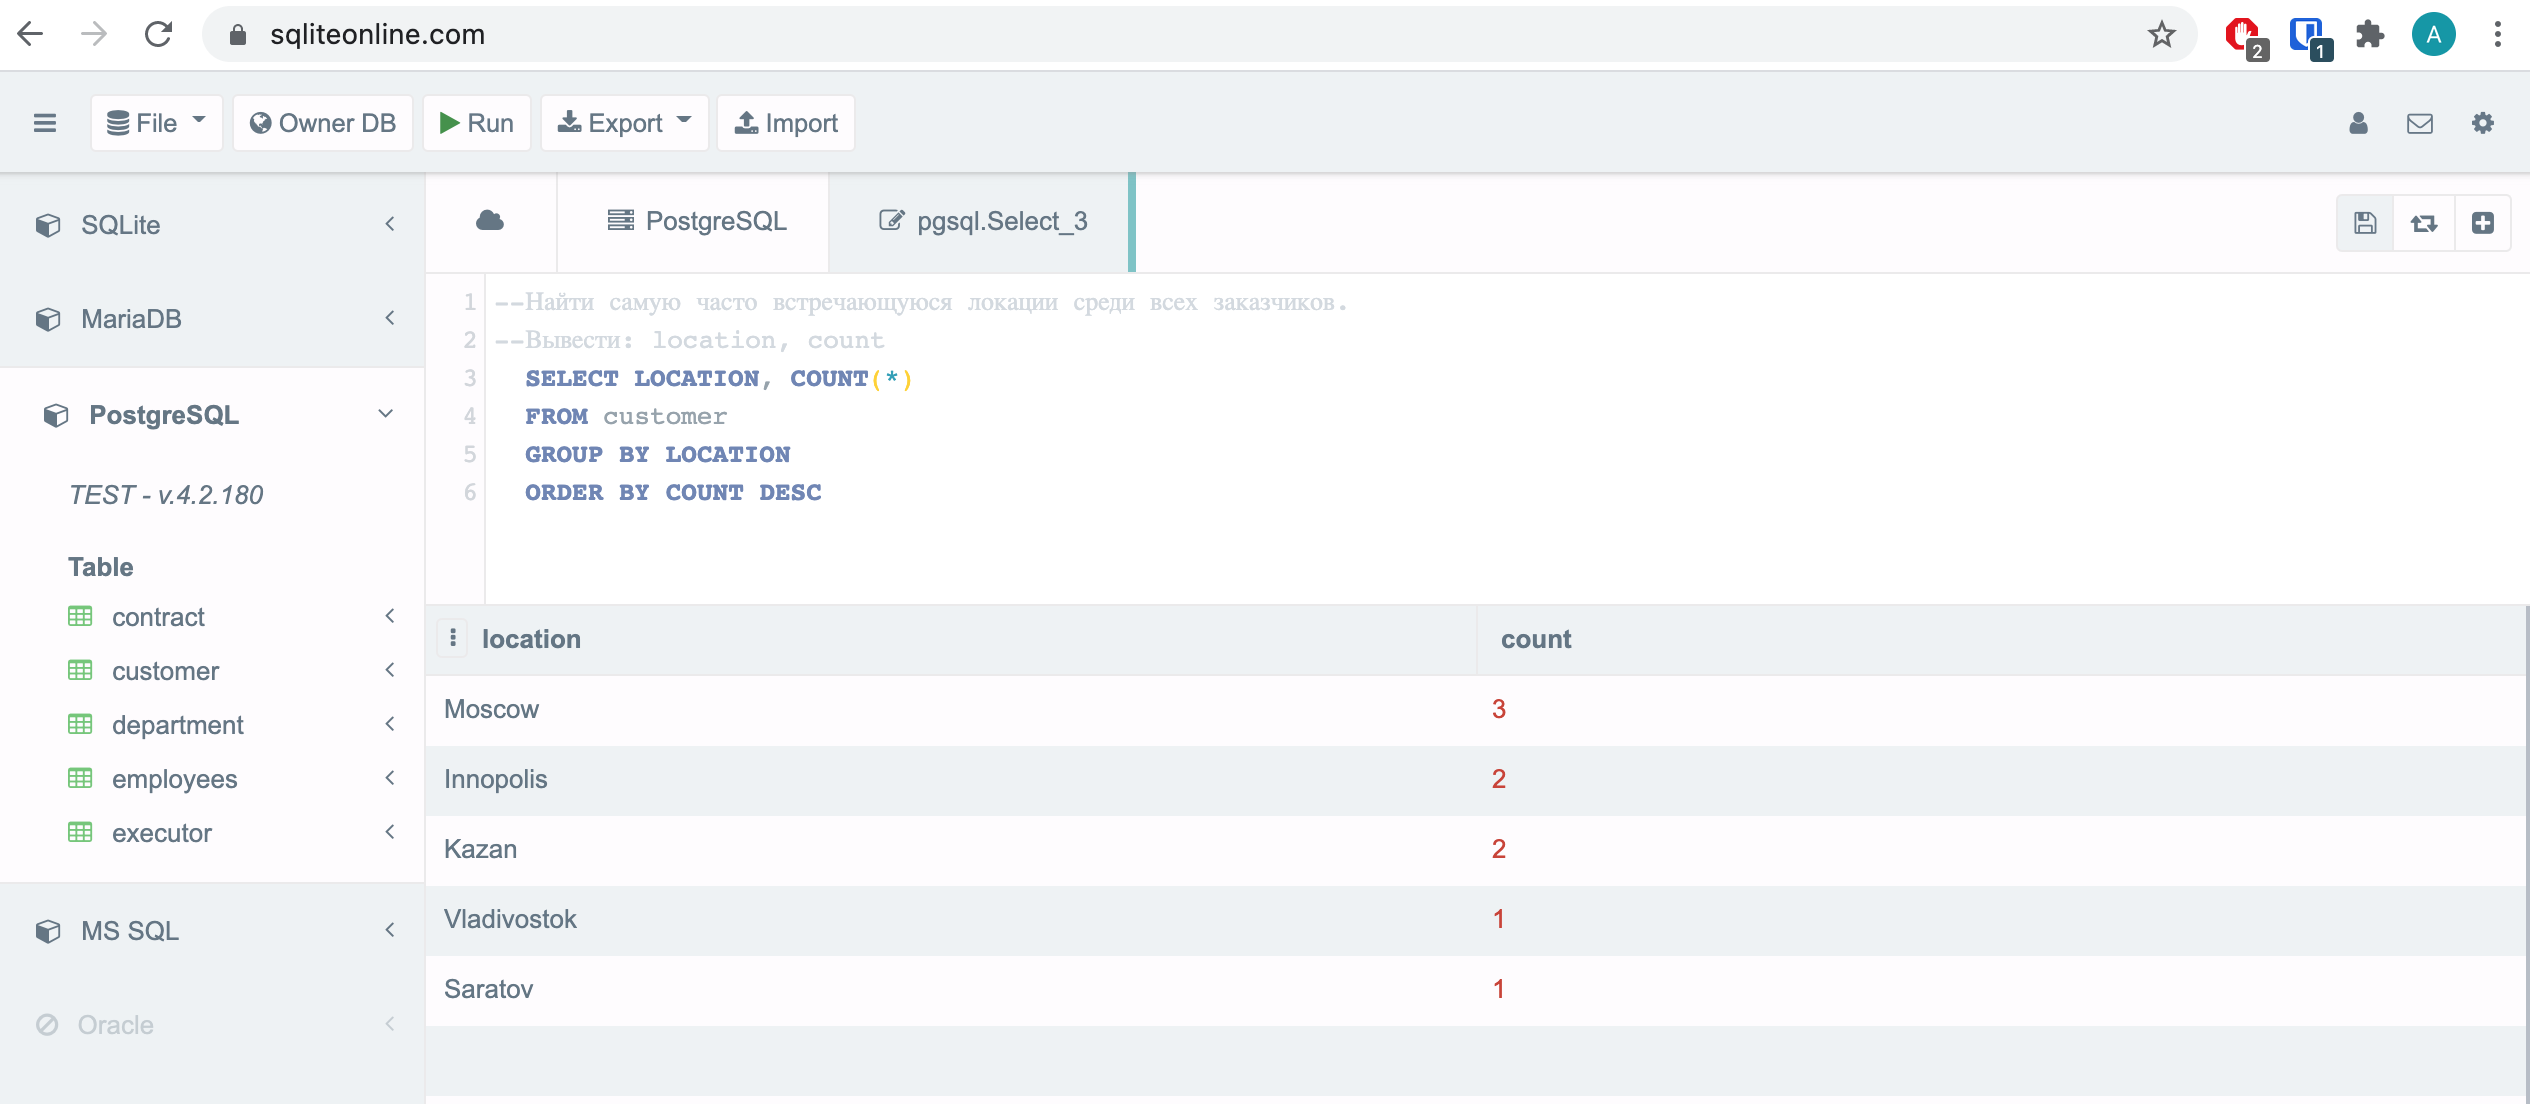 sqliteonline.com
2
1
A
File
Owner DB
Run
Export
Import
SQLite
MariaDB
PostgreSQL
TEST - v.4.2.180
Table
contract
customer
department
employees
executor
MS SQL
Oracle
PostgreSQL
pgsql.Select_3
1 --Найти самую часто встречающуюся локации среди всех заказчиков.
2 --Вывести: location, count
3 SELECT LOCATION, COUNT(*)
4 FROM customer
5 GROUP BY LOCATION
6 ORDER BY COUNT DESC
location count
Moscow 3
Innopolis 2
Kazan 2
Vladivostok 1
Saratov 1